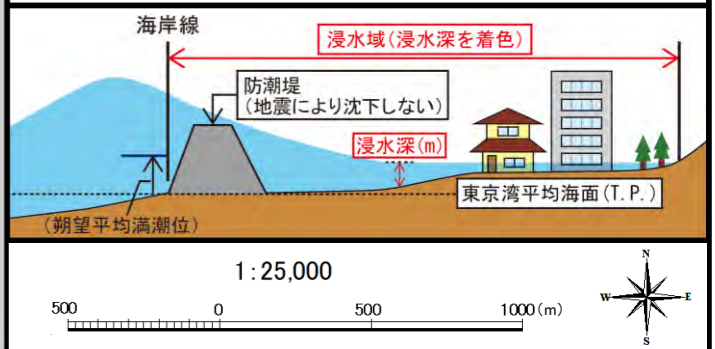 海岸線
浸水域(浸水深を着色)
防潮堤
(地震により沈下しない)
浸水深(m)
東京湾平均海面(T.P.)
(朔望平均満潮位)
1:25,000
500 0 500 1000(m)
N
W E
S